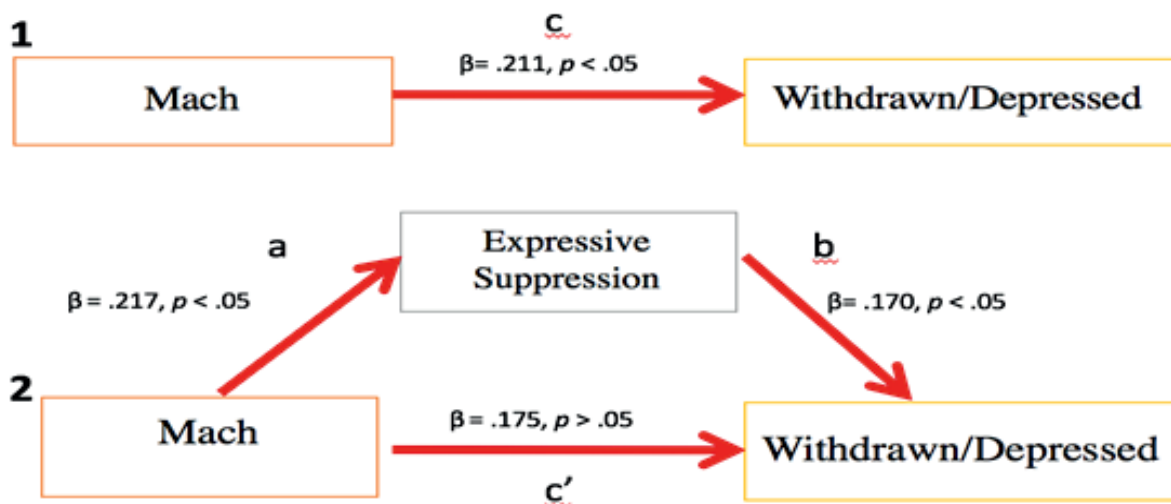 1
c
β= .211, p < .05
Mach
Withdrawn/Depressed
a
Expressive
Suppression
b
β = .217, p < .05
β= .170, p < .05
2
Mach
β = .175, p > .05
Withdrawn/Depressed
c′